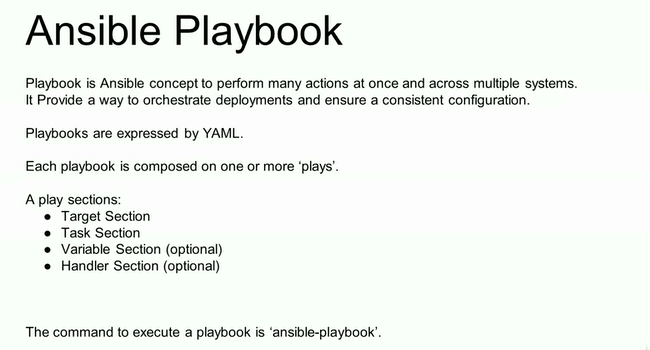 Ansible Playbook
Playbook is Ansible concept to perform many actions at once and across multiple systems.
It Provide a way to orchestrate deployments and ensure a consistent configuration.
Playbooks are expressed by YAML.
Each playbook is composed on one or more ‘plays’.
A play sections:
● Target Section
● Task Section
● Variable Section (optional)
● Handler Section (optional)
The command to execute a playbook is ‘ansible-playbook’.